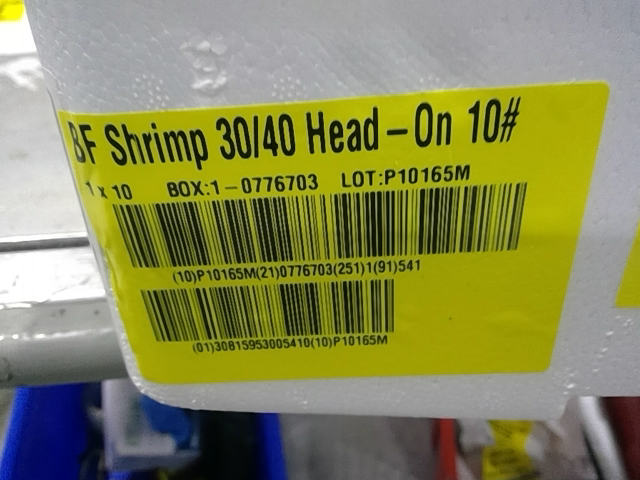 BF Shrimp 30/40 Head-On 10#
1 x 10 BOX:1-0776703 LOT:P10165M
(10)P10165M(21)0776703(251)1(91)541
(01)30815953005410(10)P10165M